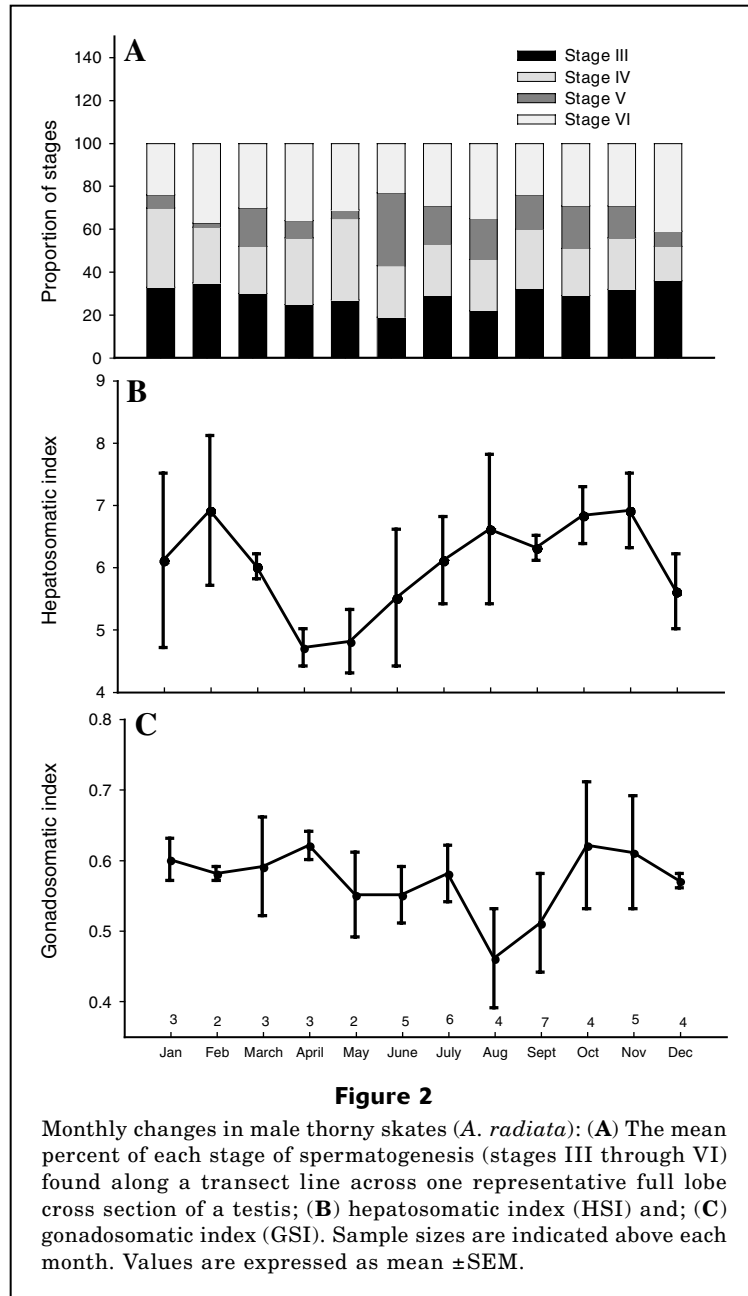 A
Stage III
Stage IV
Stage V
Stage VI
Proportion of stages
140
120
100
80
60
40
20
0
B
Hepatosomatic index
9
8
7
6
5
4
C
Gonadosomatic index
0.8
0.7
0.6
0.5
0.4
3 2 3 3 2 5 6 4 7 4 5 4
Jan Feb March April May June July Aug Sept Oct Nov Dec
Figure 2
Monthly changes in male thorny skates (A. radiata): (A) The mean
percent of each stage of spermatogenesis (stages III through VI)
found along a transect line across one representative full lobe
cross section of a testis; (B) hepatosomatic index (HSI) and; (C)
gonadosomatic index (GSI). Sample sizes are indicated above each
month. Values are expressed as mean ±SEM.